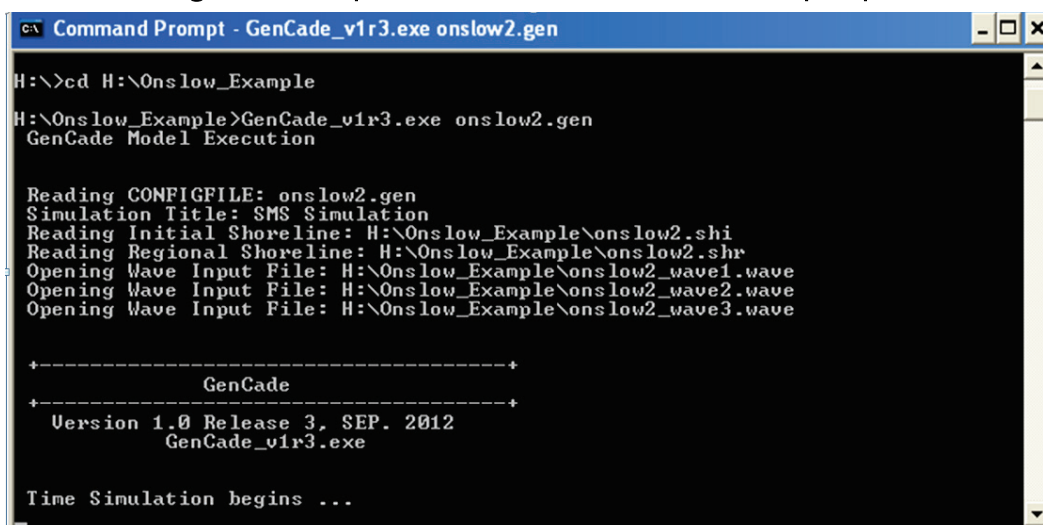 Command Prompt - GenCade_v1r3.exe onslow2.gen
H:\>cd H:\Onslow_Example
H:\Onslow_Example>GenCade_v1r3.exe onslow2.gen
GenCade Model Execution
Reading CONFIGFILE: onslow2.gen
Simulation Title: SMS Simulation
Reading Initial Shoreline: H:\Onslow_Example\onslow2.shi
Reading Regional Shoreline: H:\Onslow_Example\onslow2.shr
Opening Wave Input File: H:\Onslow_Example\onslow2_wave1.wave
Opening Wave Input File: H:\Onslow_Example\onslow2_wave2.wave
Opening Wave Input File: H:\Onslow_Example\onslow2_wave3.wave
+-------------------------------------+
GenCade
+-------------------------------------+
Version 1.0 Release 3, SEP. 2012
GenCade_v1r3.exe
Time Simulation begins ...